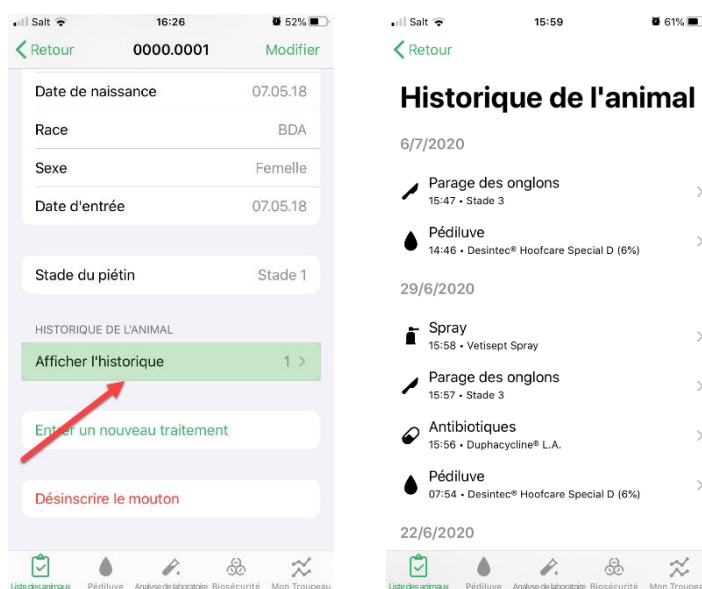 Salt 16:26 52%
Retour 0000.0001 Modifier
Date de naissance 07.05.18
Race BDA
Sexe Femelle
Date d'entrée 07.05.18
Stade du piétin Stade 1
HISTORIQUE DE L'ANIMAL
Afficher l'historique 1
Entrer un nouveau traitement
Désinscrire le mouton
Liste des animaux Pédiluve Analyse de laboratoire Biosécurité Mon Troupeau
Salt 15:59 61%
Retour
Historique de l'animal
6/7/2020
Parage des onglons
15:47 • Stade 3
Pédiluve
14:46 • Desintec® Hoofcare Special D (6%)
29/6/2020
Spray
15:58 • Vetisept Spray
Parage des onglons
15:57 • Stade 3
Antibiotiques
15:56 • Duphacycline® L.A.
Pédiluve
07:54 • Desintec® Hoofcare Special D (6%)
22/6/2020
Liste des animaux Pédiluve Analyse de laboratoire Biosécurité Mon Troupea